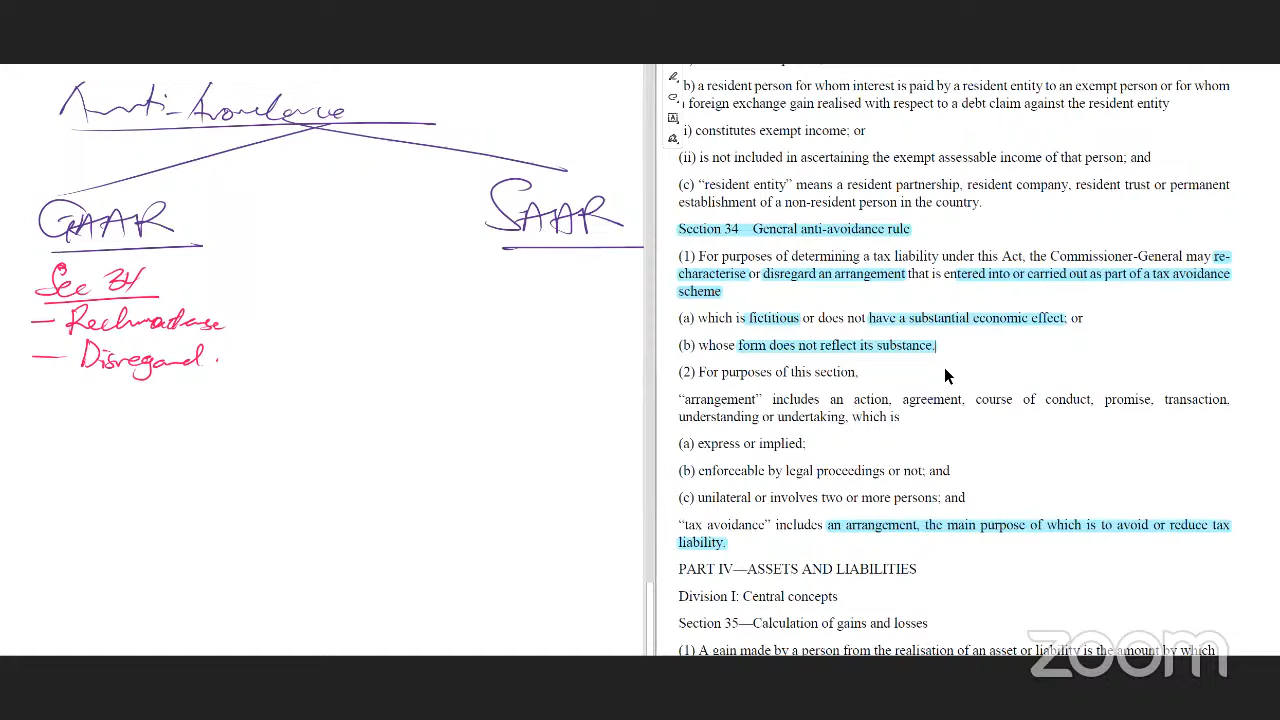 Anti-Avoidance
GAAR
SAAR
Sec 34
- Disregard.
b) a resident person for whom interest is paid by a resident entity to an exempt person or for whom
foreign exchange gain realised with respect to a debt claim against the resident entity
i) constitutes exempt income; or
(ii) is not included in ascertaining the exempt assessable income of that person; and
(c) “resident entity” means a resident partnership, resident company, resident trust or permanent
establishment of a non-resident person in the country.
Section 34—General anti-avoidance rule
(1) For purposes of determining a tax liability under this Act, the Commissioner-General may re-
characterise or disregard an arrangement that is entered into or carried out as part of a tax avoidance
scheme
(a) which is fictitious or does not have a substantial economic effect; or
(b) whose form does not reflect its substance.
(2) For purposes of this section,
“arrangement” includes an action, agreement, course of conduct, promise, transaction,
understanding or undertaking, which is
(a) express or implied;
(b) enforceable by legal proceedings or not; and
(c) unilateral or involves two or more persons; and
“tax avoidance” includes an arrangement, the main purpose of which is to avoid or reduce tax
liability.
PART IV—ASSETS AND LIABILITIES
Division I: Central concepts
Section 35—Calculation of gains and losses
(1) A gain made by a person from the realisation of an asset or liability is the amount by which
zoom